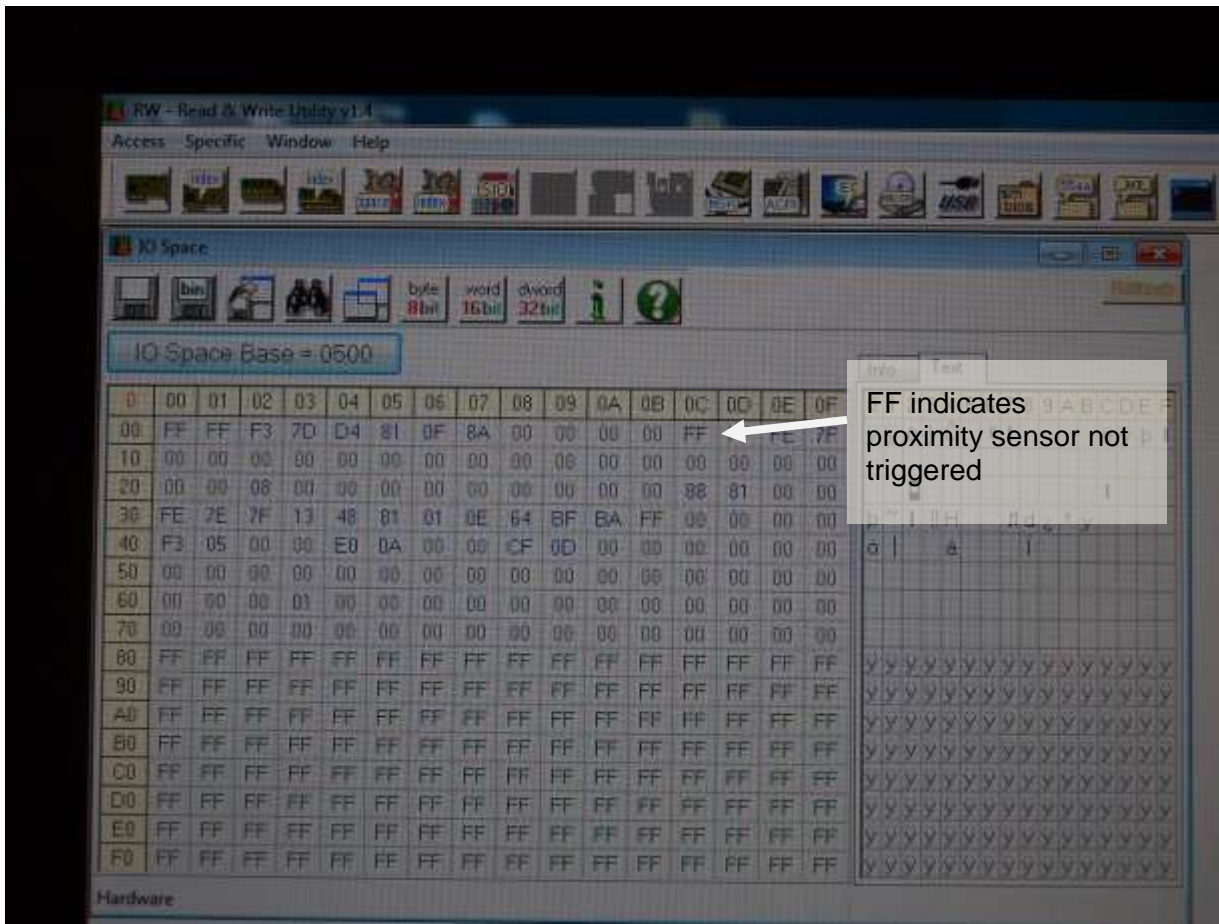 RW - Read & Write Utility v1.4
Access Specific Window Help
IO Space
bin
byte 8bit word 16bit dword 32bit
IO Space Base = 0500
Info Text
FF indicates
proximity sensor not
triggered
00 01 02 03 04 05 06 07 08 09 0A 0B 0C 0D 0E 0F
00 FF FF F3 7D D4 81 0F 8A 00 00 00 00 FF FE 7F
10 00 00 00 00 00 00 00 00 00 00 00 00 00 00 00 00
20 00 00 08 00 00 00 00 00 00 00 00 00 88 81 00 00
30 FE 7E 7F 13 48 81 01 0E 64 BF BA FF 00 00 00 00
40 F3 05 00 00 E0 0A 00 00 CF 0D 00 00 00 00 00 00
50 00 00 00 00 00 00 00 00 00 00 00 00 00 00 00 00
60 00 00 00 01 00 00 00 00 00 00 00 00 00 00 00 00
70 00 00 00 00 00 00 00 00 00 00 00 00 00 00 00 00
80 FF FF FF FF FF FF FF FF FF FF FF FF FF FF FF FF
90 FF FF FF FF FF FF FF FF FF FF FF FF FF FF FF FF
A0 FF FF FF FF FF FF FF FF FF FF FF FF FF FF FF FF
B0 FF FF FF FF FF FF FF FF FF FF FF FF FF FF FF FF
C0 FF FF FF FF FF FF FF FF FF FF FF FF FF FF FF FF
D0 FF FF FF FF FF FF FF FF FF FF FF FF FF FF FF FF
E0 FF FF FF FF FF FF FF FF FF FF FF FF FF FF FF FF
F0 FF FF FF FF FF FF FF FF FF FF FF FF FF FF FF FF
Hardware